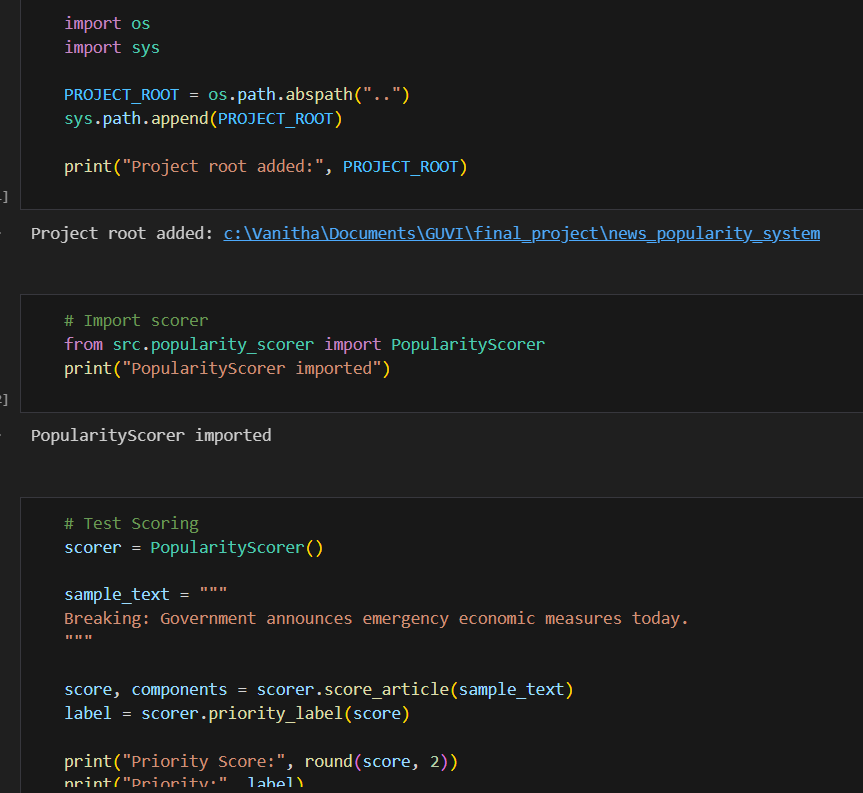 import os
import sys
PROJECT_ROOT = os.path.abspath("..")
sys.path.append(PROJECT_ROOT)
print("Project root added:", PROJECT_ROOT)
Project root added: c:\Vanitha\Documents\GUVI\final_project\news_popularity_system
# Import scorer
from src.popularity_scorer import PopularityScorer
print("PopularityScorer imported")
PopularityScorer imported
# Test Scoring
scorer = PopularityScorer()
sample_text = """
Breaking: Government announces emergency economic measures today.
"""
score, components = scorer.score_article(sample_text)
label = scorer.priority_label(score)
print("Priority Score:", round(score, 2))
print("Priority:", label)